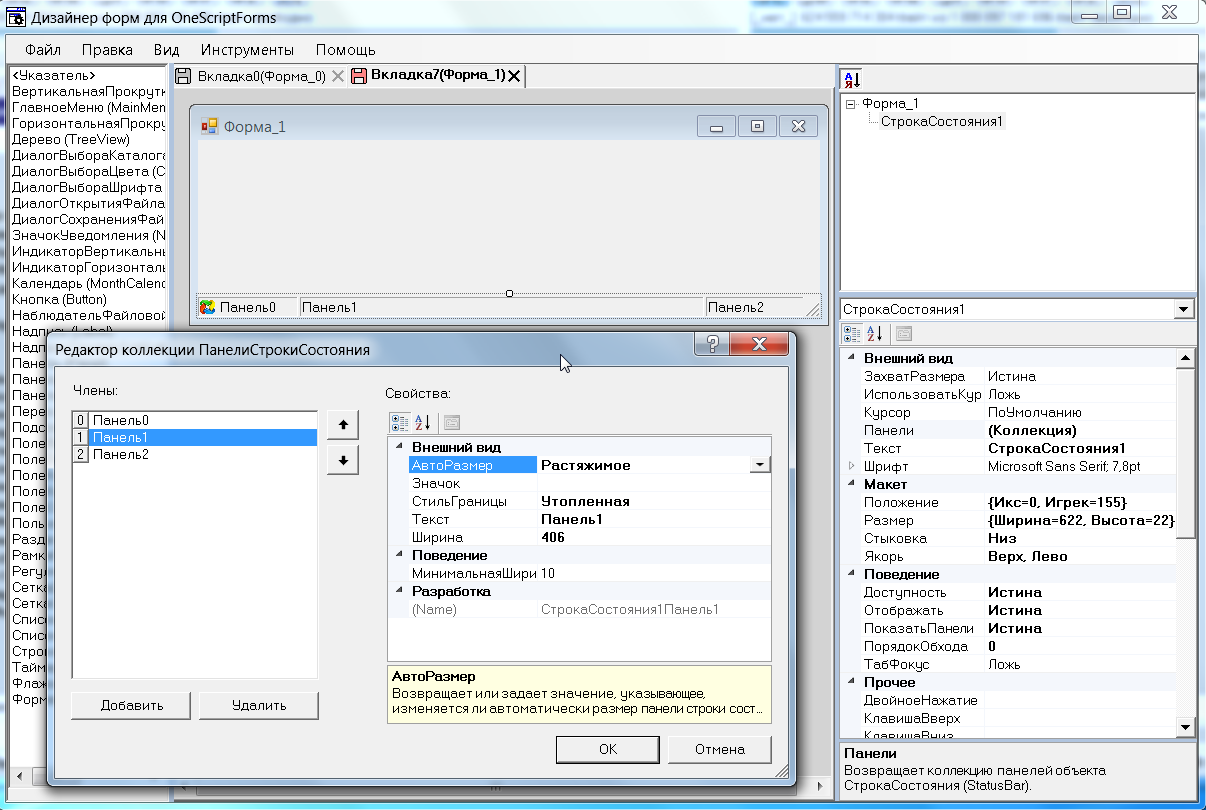 Дизайнер форм для OneScriptForms
Файл Правка Вид Инструменты Помощь
<Указатель>
ВертикальнаяПрокрутк
ГлавноеМеню (MainMen
ГоризонтальнаяПрокру
Дерево (TreeView)
ДиалогВыбораКаталога
ДиалогВыбораЦвета (C
ДиалогВыбораШрифта
ДиалогОткрытияФайла
ДиалогСохраненияФай
ЗначокУведомления (N
ИндикаторВертикальны
ИндикаторГоризонталь
Календарь (MonthCalenc
Кнопка (Button)
НаблюдательФайловой
Надпись (Label)
Надп
Пане
Пане
Пане
Пере
Подс
Поле
Поле
Поле
Поле
Поле
Поль
Разд
Рамк
Регул
Сетка
Сетка
Списс
Списс
Стро
Тайм
Флаж
Форм
Вкладка0(Форма_0) Вкладка7(Форма_1)
Форма_1
Панель0 Панель1 Панель2
Редактор коллекции ПанелиСтрокиСостояния
Члены:
0 Панель0
1 Панель1
2 Панель2
Добавить Удалить
Свойства:
Внешний вид
АвтоРазмер Растяжимое
Значок
СтильГраницы Утопленная
Текст Панель1
Ширина 406
Поведение
МинимальнаяШири 10
Разработка
(Name) СтрокаСостояния1Панель1
АвтоРазмер
Возвращает или задает значение, указывающее,
изменяется ли автоматически размер панели строки сост...
OK Отмена
Форма_1
СтрокаСостояния1
СтрокаСостояния1
Внешний вид
ЗахватРазмера Истина
ИспользоватьКур Ложь
Курсор ПоУмолчанию
Панели (Коллекция)
Текст СтрокаСостояния1
Шрифт Microsoft Sans Serif; 7,8pt
Макет
Положение {Икс=0, Игрек=155}
Размер {Ширина=622, Высота=22}
Стыковка Низ
Якорь Верх, Лево
Поведение
Доступность Истина
Отображать Истина
ПоказатьПанели Истина
ПорядокОбхода 0
ТабФокус Ложь
Прочее
ДвойноеНажатие
КлавишаВверх
КлавишаВниз
Панели
Возвращает коллекцию панелей объекта
СтрокаСостояния (StatusBar).